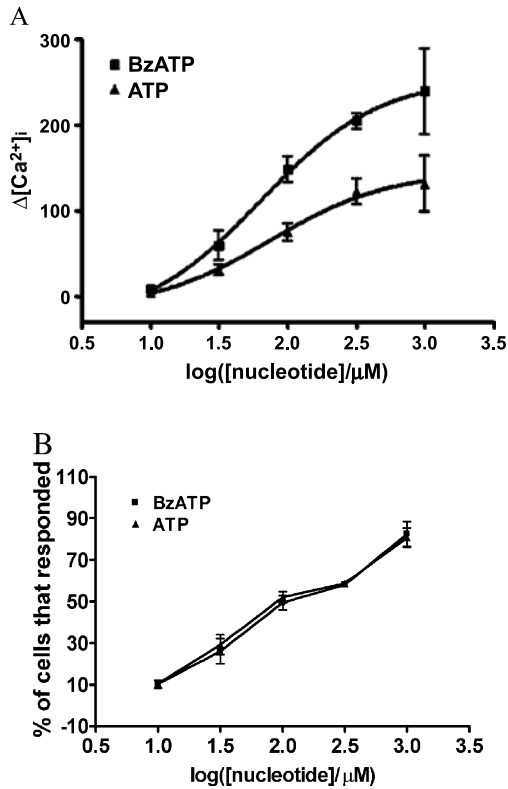 A
300
BzATP
ATP
200
Δ[Ca²⁺]ᵢ
100
0
0.5 1.0 1.5 2.0 2.5 3.0 3.5
log([nucleotide]/μM)
B
110
BzATP
ATP
90
% of cells that responded
70
50
30
10
-10
0.5 1.0 1.5 2.0 2.5 3.0 3.5
log([nucleotide]/μM)